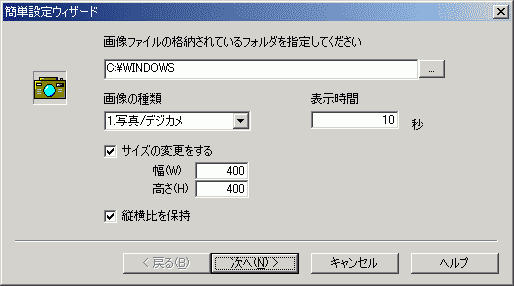 簡単設定ウィザード
画像ファイルの格納されているフォルダを指定してください
C:¥WINDOWS
...
画像の種類
表示時間
1.写真/デジカメ
10 秒
サイズの変更をする
幅(W) 400
高さ(H) 400
縦横比を保持
< 戻る(B) 次へ(N) > キャンセル ヘルプ